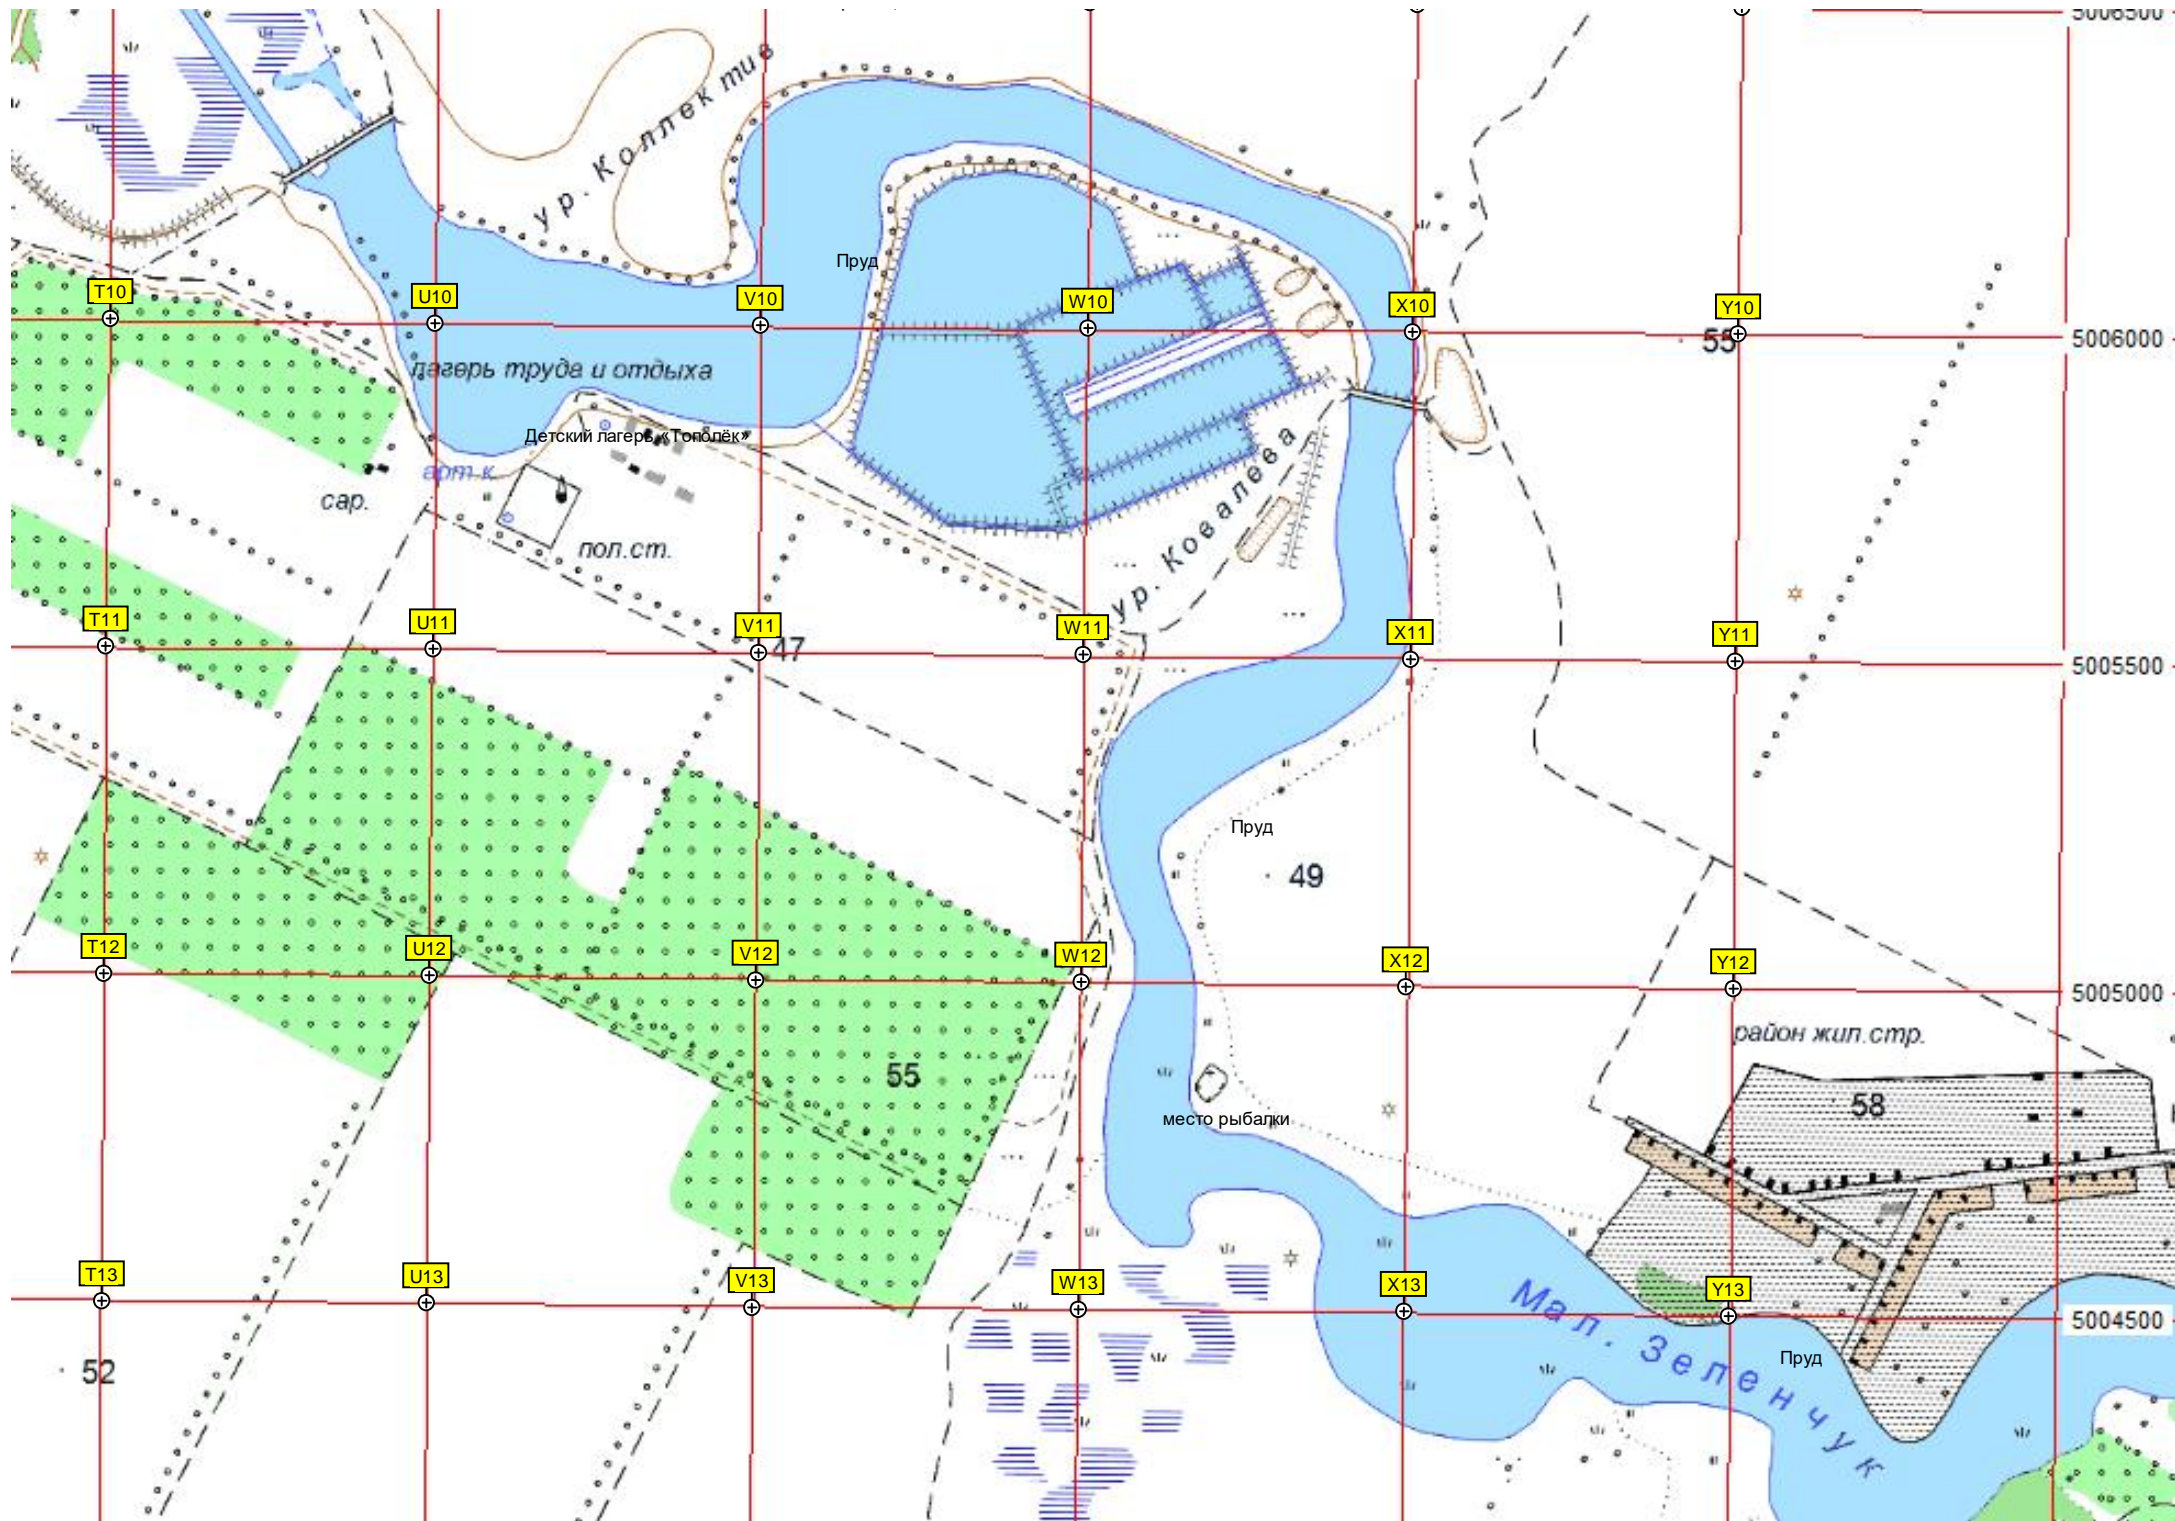 ур. Коллектив
Пруд
T10
U10
V10
W10
X10
Y10
55
5006000
лагерь труда и отдыха
Детский лагерь «Тополёк»
арт.к.
сар.
пол.ст.
ур. Ковалева
T11
U11
V11
47
W11
X11
Y11
5005500
Пруд
49
T12
U12
V12
W12
X12
Y12
5005000
район жил.стр.
55
58
место рыбалки
T13
U13
V13
W13
X13
Y13
5004500
Мал. Зеленчук
Пруд
52